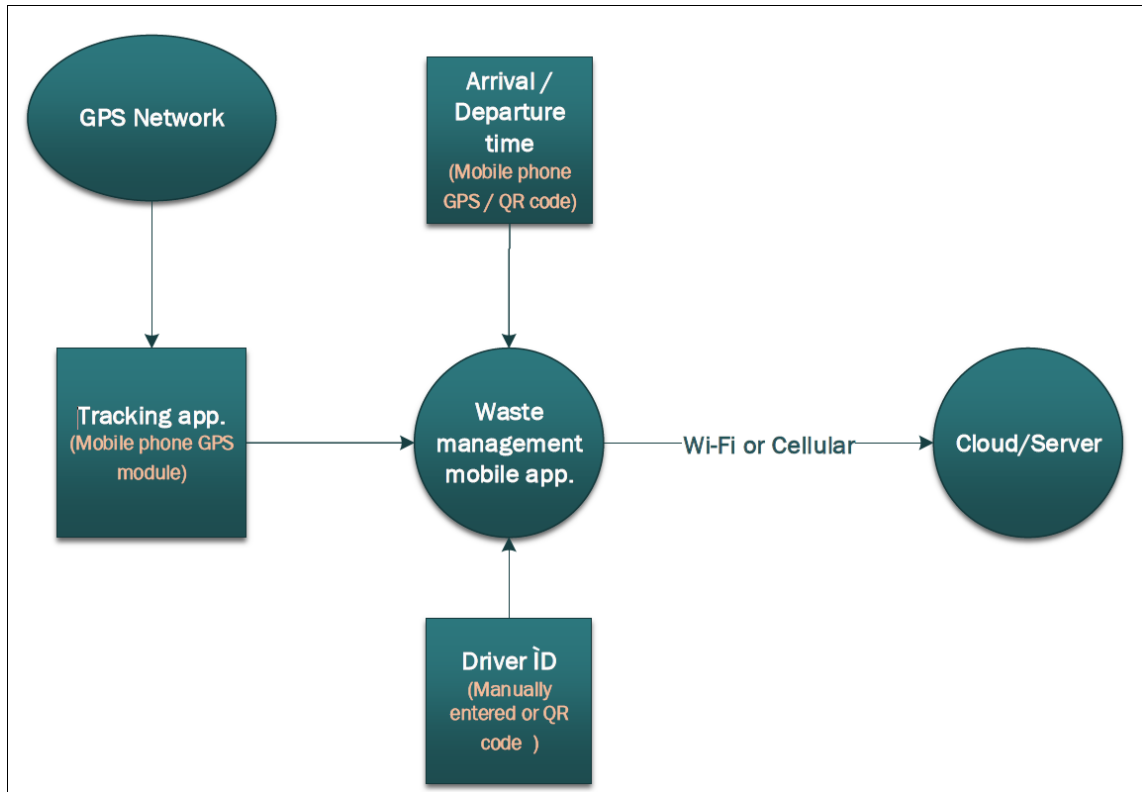 GPS Network
Arrival /
Departure
time
(Mobile phone
GPS / QR code)
Tracking app.
(Mobile phone GPS
module)
Waste
management
mobile app.
Wi-Fi or Cellular
Cloud/Server
Driver ÌD
(Manually
entered or QR
code  )